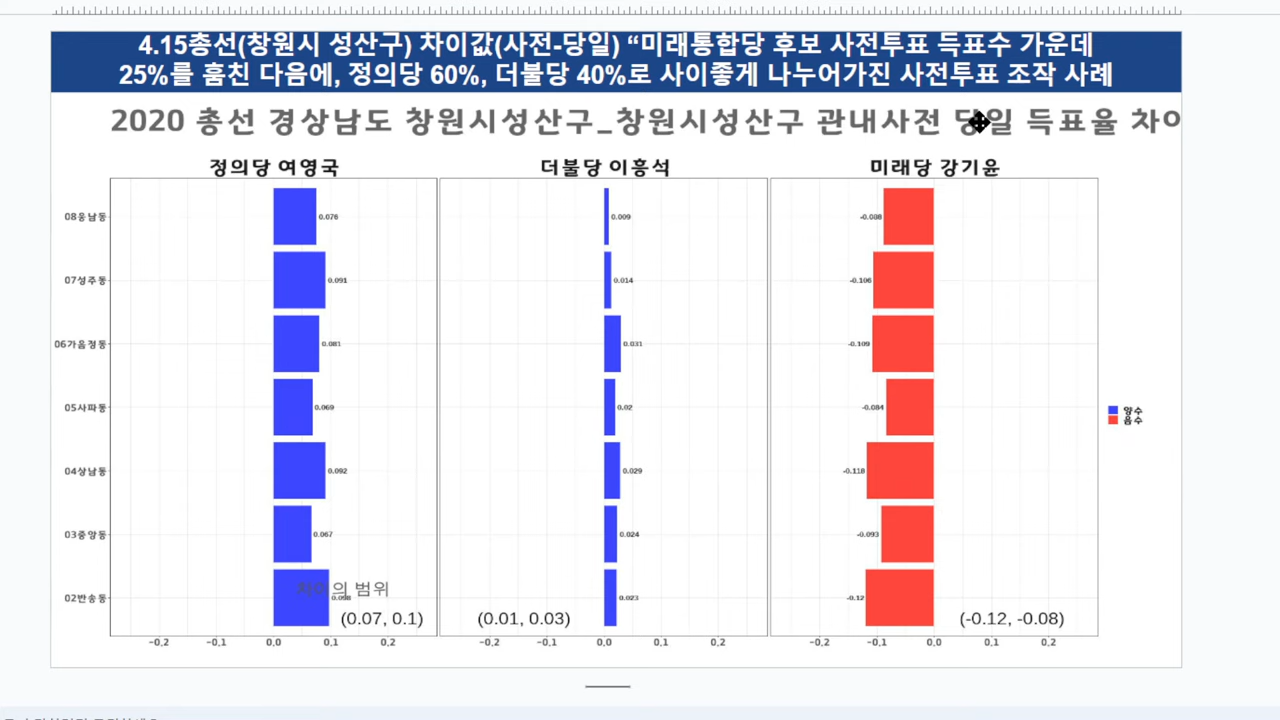 4.15총선(창원시 성산구) 차이값(사전-당일) “미래통합당 후보 사전투표 득표수 가운데
25%를 훔친 다음에, 정의당 60%, 더불당 40%로 사이좋게 나누어가진 사전투표 조작 사례
2020 총선 경상남도 창원시성산구_창원시성산구 관내사전 당일 득표율 차이
정의당 여영국 더불당 이흥석 미래당 강기윤
08웅남동 0.076 0.009 -0.088
07성주동 0.091 0.014 -0.106
06가음정동 0.081 0.031 -0.109
05사파동 0.069 0.02 -0.084
양수
음수
04상남동 0.092 0.029 -0.118
03중앙동 0.067 0.024 -0.093
차이의 범위
02반송동 0.098 0.023 -0.12
(0.07, 0.1) (0.01, 0.03) (-0.12, -0.08)
-0.2 -0.1 0.0 0.1 0.2 -0.2 -0.1 0.0 0.1 0.2 -0.2 -0.1 0.0 0.1 0.2